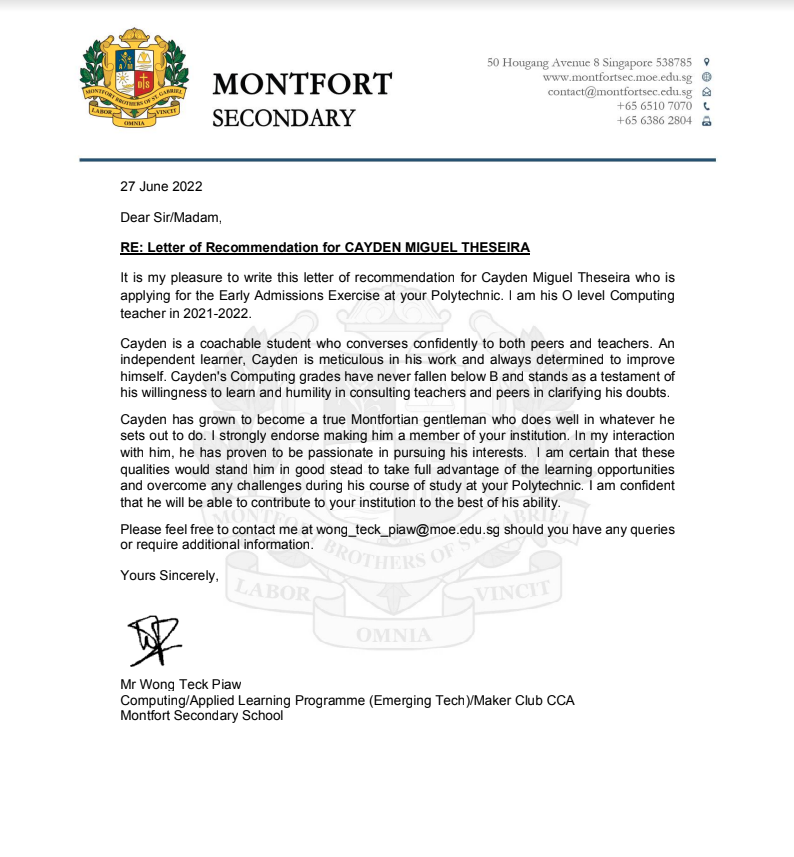 MONTFORT
SECONDARY
50 Hougang Avenue 8 Singapore 538785
www.montfortsec.moe.edu.sg
contact@montfortsec.edu.sg
+65 6510 7070
+65 6386 2804
A M
D S
MONTFORT BROTHERS OF ST. GABRIEL
LABOR
VINCIT
OMNIA
27 June 2022
Dear Sir/Madam,
RE: Letter of Recommendation for CAYDEN MIGUEL THESEIRA
It is my pleasure to write this letter of recommendation for Cayden Miguel Theseira who is
applying for the Early Admissions Exercise at your Polytechnic. I am his O level Computing
teacher in 2021-2022.
Cayden is a coachable student who converses confidently to both peers and teachers. An
independent learner, Cayden is meticulous in his work and always determined to improve
himself. Cayden's Computing grades have never fallen below B and stands as a testament of
his willingness to learn and humility in consulting teachers and peers in clarifying his doubts.
Cayden has grown to become a true Montfortian gentleman who does well in whatever he
sets out to do. I strongly endorse making him a member of your institution. In my interaction
with him, he has proven to be passionate in pursuing his interests. I am certain that these
qualities would stand him in good stead to take full advantage of the learning opportunities
and overcome any challenges during his course of study at your Polytechnic. I am confident
that he will be able to contribute to your institution to the best of his ability.
Please feel free to contact me at wong_teck_piaw@moe.edu.sg should you have any queries
or require additional information.
Yours Sincerely,
Mr Wong Teck Piaw
Computing/Applied Learning Programme (Emerging Tech)/Maker Club CCA
Montfort Secondary School
MONTFORT BROTHERS OF ST. GABRIEL
LABOR
VINCIT
OMNIA